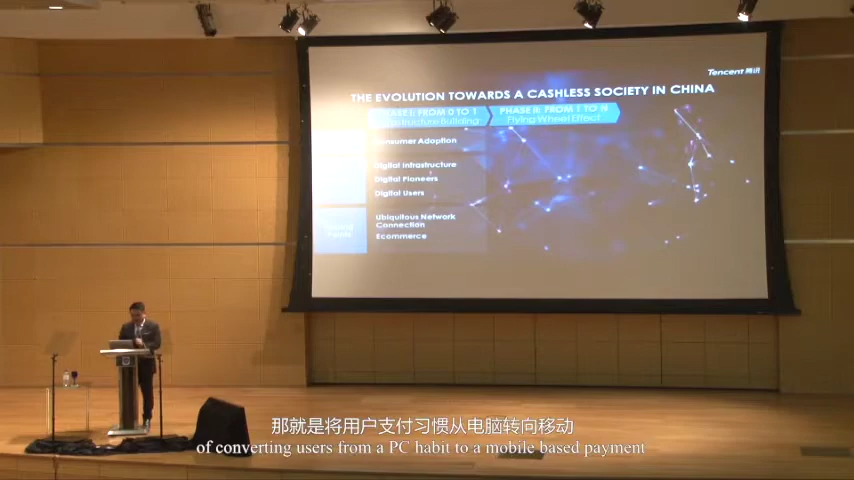 Tencent 腾讯
THE EVOLUTION TOWARDS A CASHLESS SOCIETY IN CHINA
PHASE I: FROM 0 TO 1
Infrastructure Building
PHASE II: FROM 1 TO N
Flying Wheel Effect
Consumer Adoption
Digital Infrastructure
Digital Pioneers
Digital Users
Ubiquitous Network
Connection
Ecommerce
那就是将用户支付习惯从电脑转向移动
of converting users from a PC habit to a mobile based payment